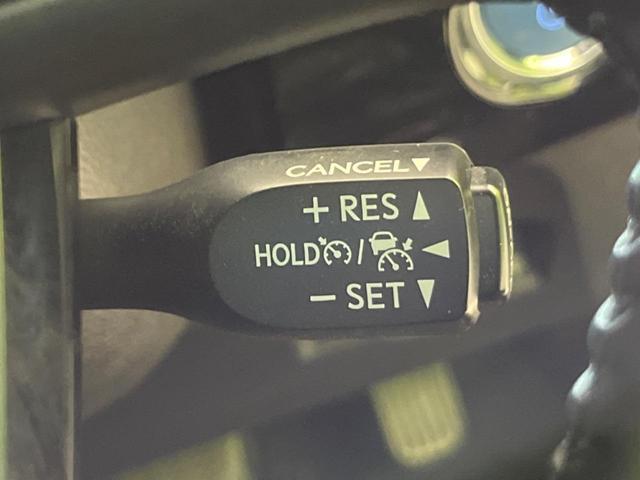 CANCEL▼
+ RES ▲
HOLD / ◀
− SET ▼